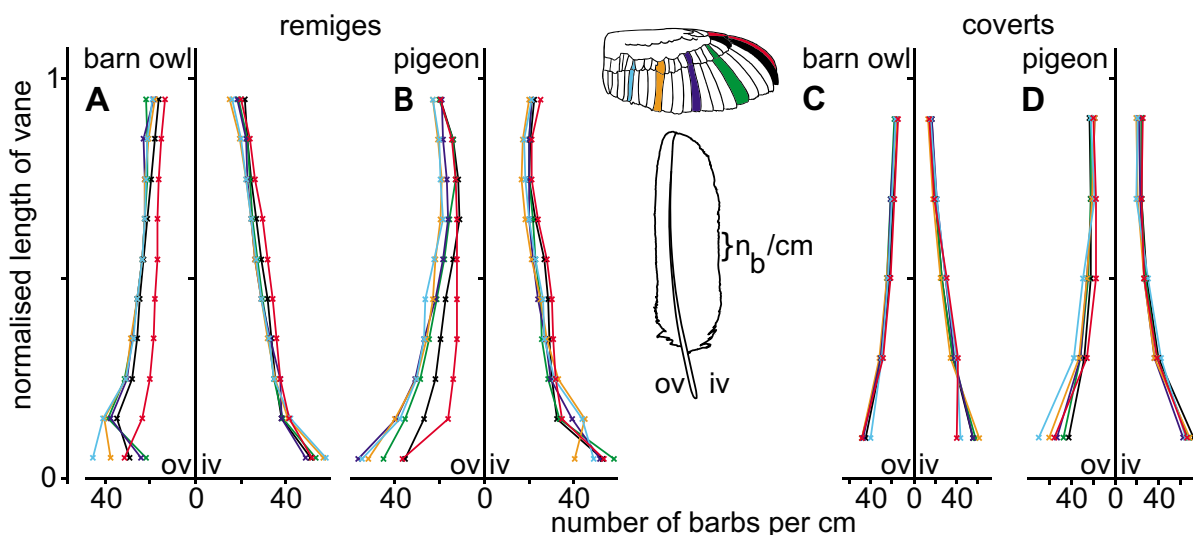 remiges
coverts
barn owl
pigeon
barn owl
pigeon
A
B
C
D
1
normalised length of vane
0
}n_b/cm
ov iv
ov iv
ov iv
ov iv
ov iv
40 0 40
40 0 40
40 0 40
40 0 40
number of barbs per cm